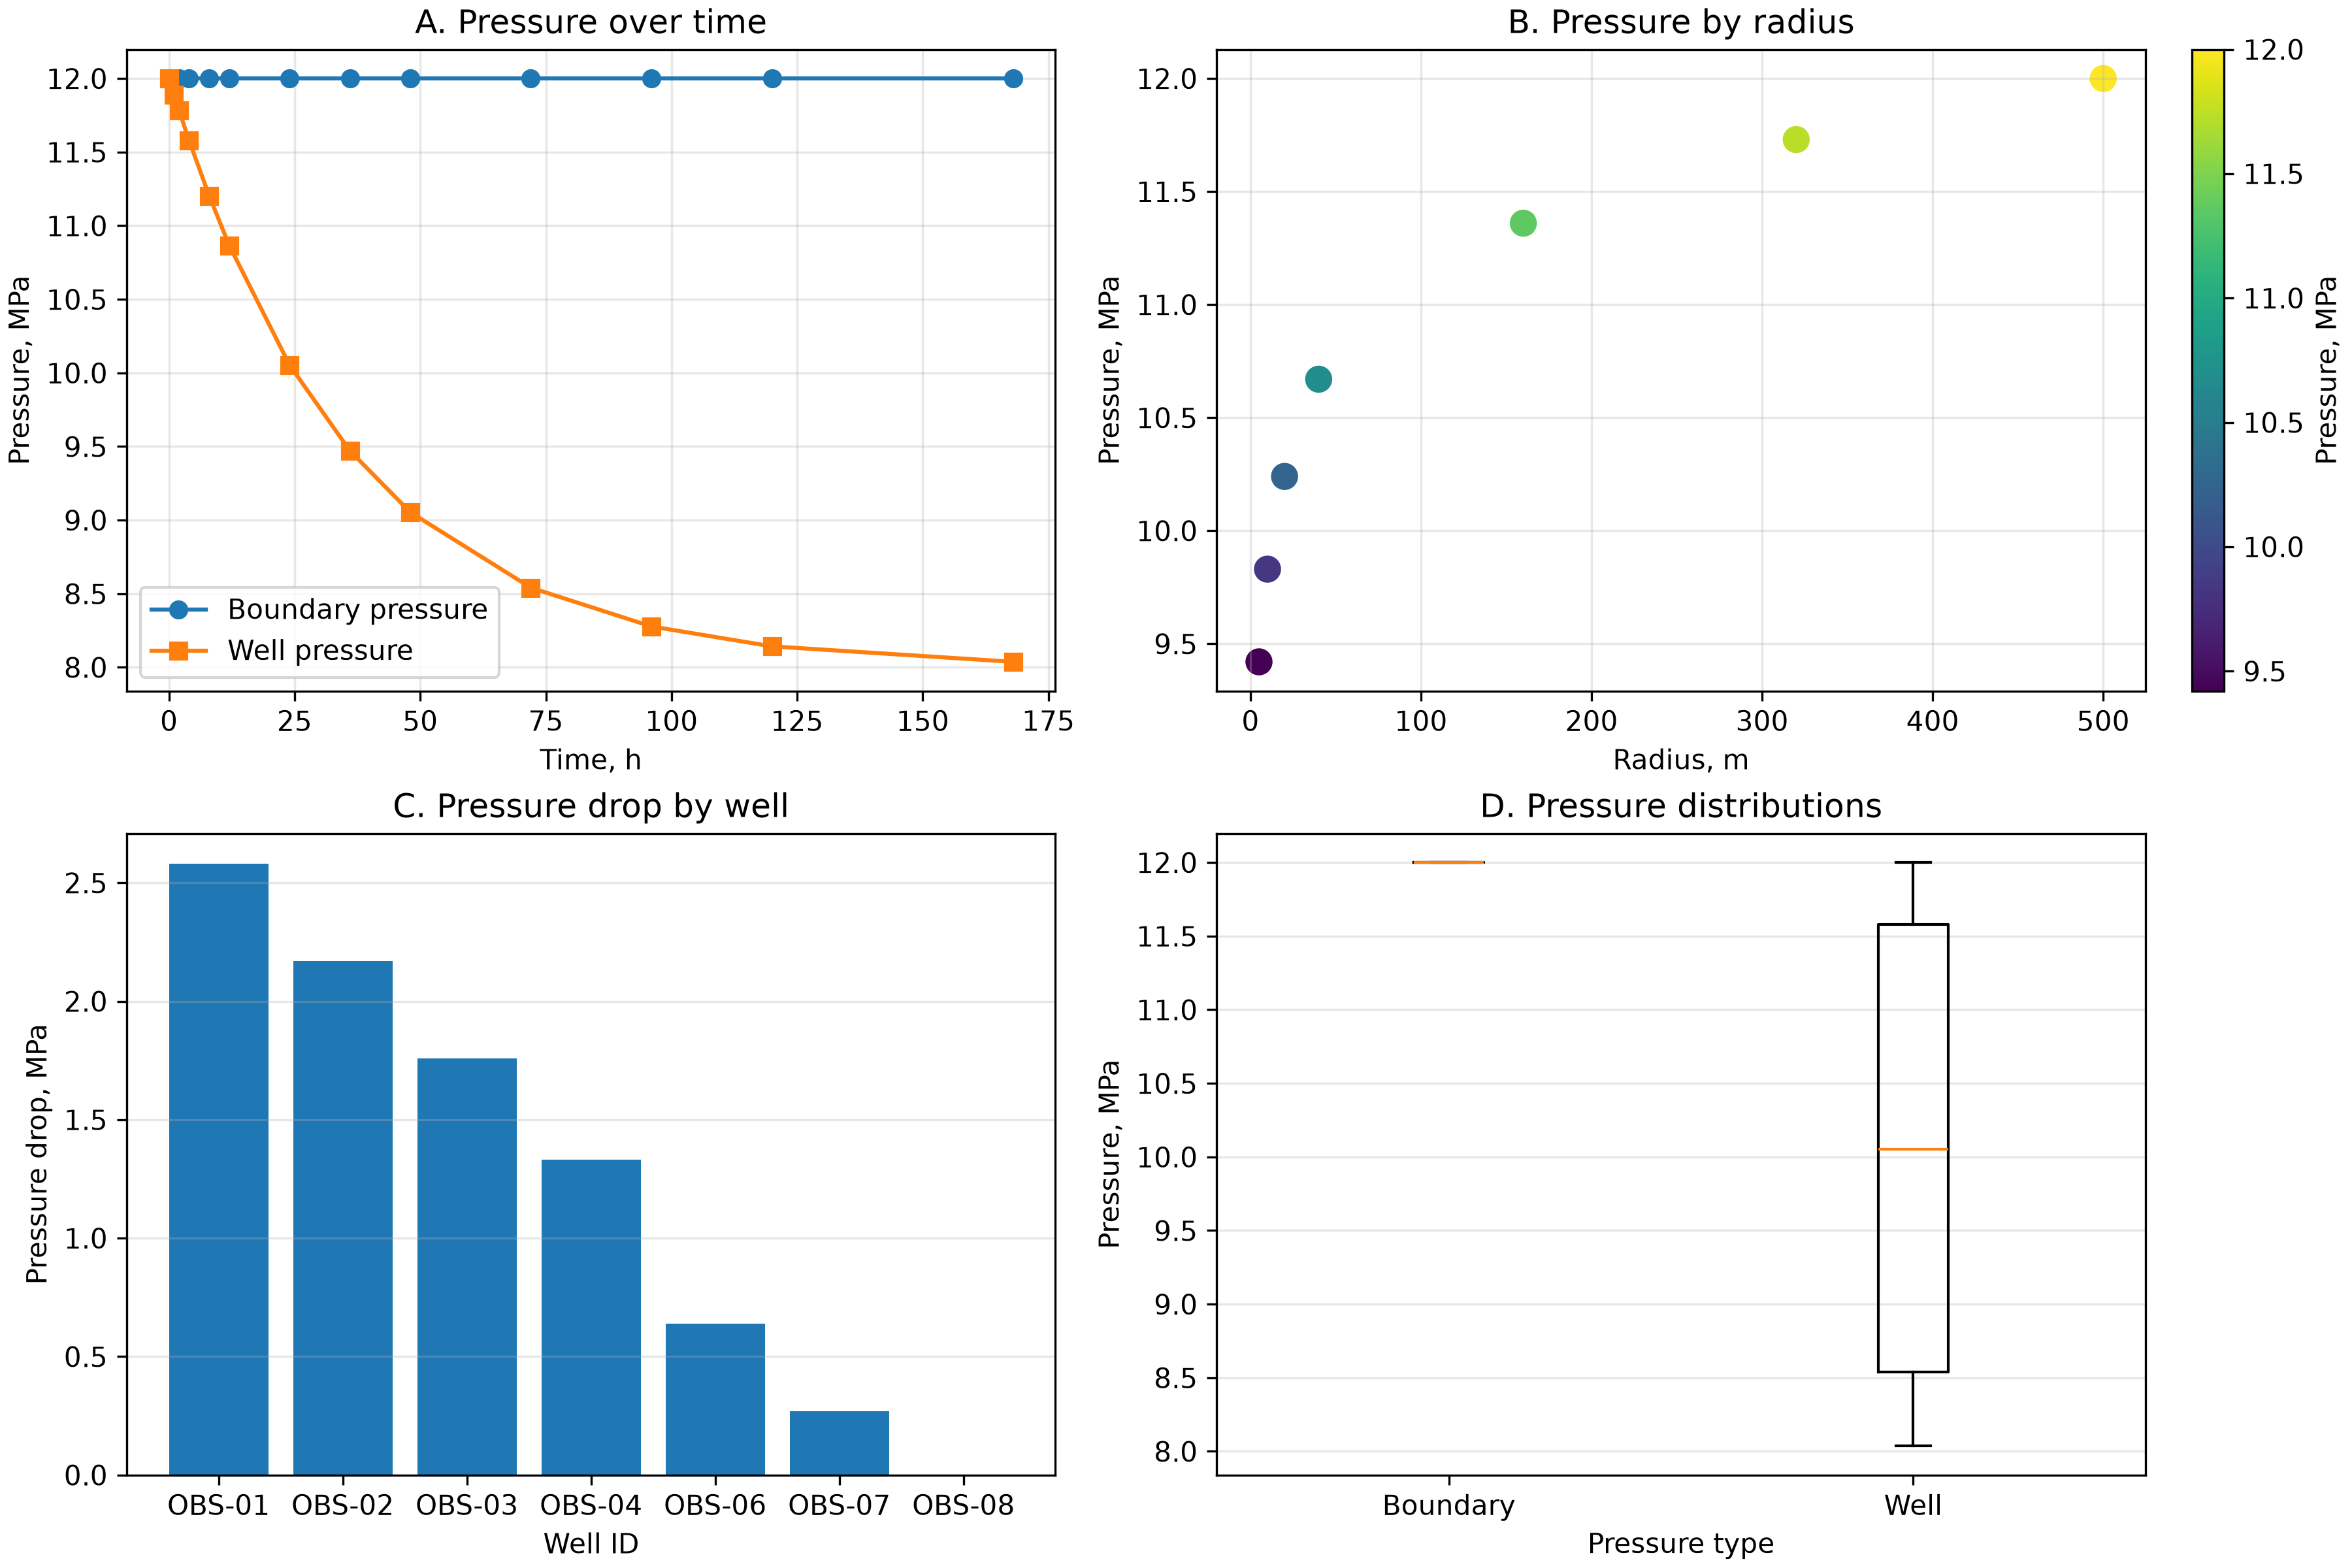 A. Pressure over time
Pressure, MPa
12.0
11.5
11.0
10.5
10.0
9.5
9.0
8.5
8.0
Boundary pressure
Well pressure
0 25 50 75 100 125 150 175
Time, h
B. Pressure by radius
Pressure, MPa
12.0
11.5
11.0
10.5
10.0
9.5
0 100 200 300 400 500
Radius, m
12.0
11.5
11.0
10.5
10.0
9.5
Pressure, MPa
C. Pressure drop by well
Pressure drop, MPa
2.5
2.0
1.5
1.0
0.5
0.0
OBS-01 OBS-02 OBS-03 OBS-04 OBS-06 OBS-07 OBS-08
Well ID
D. Pressure distributions
Pressure, MPa
12.0
11.5
11.0
10.5
10.0
9.5
9.0
8.5
8.0
Boundary Well
Pressure type